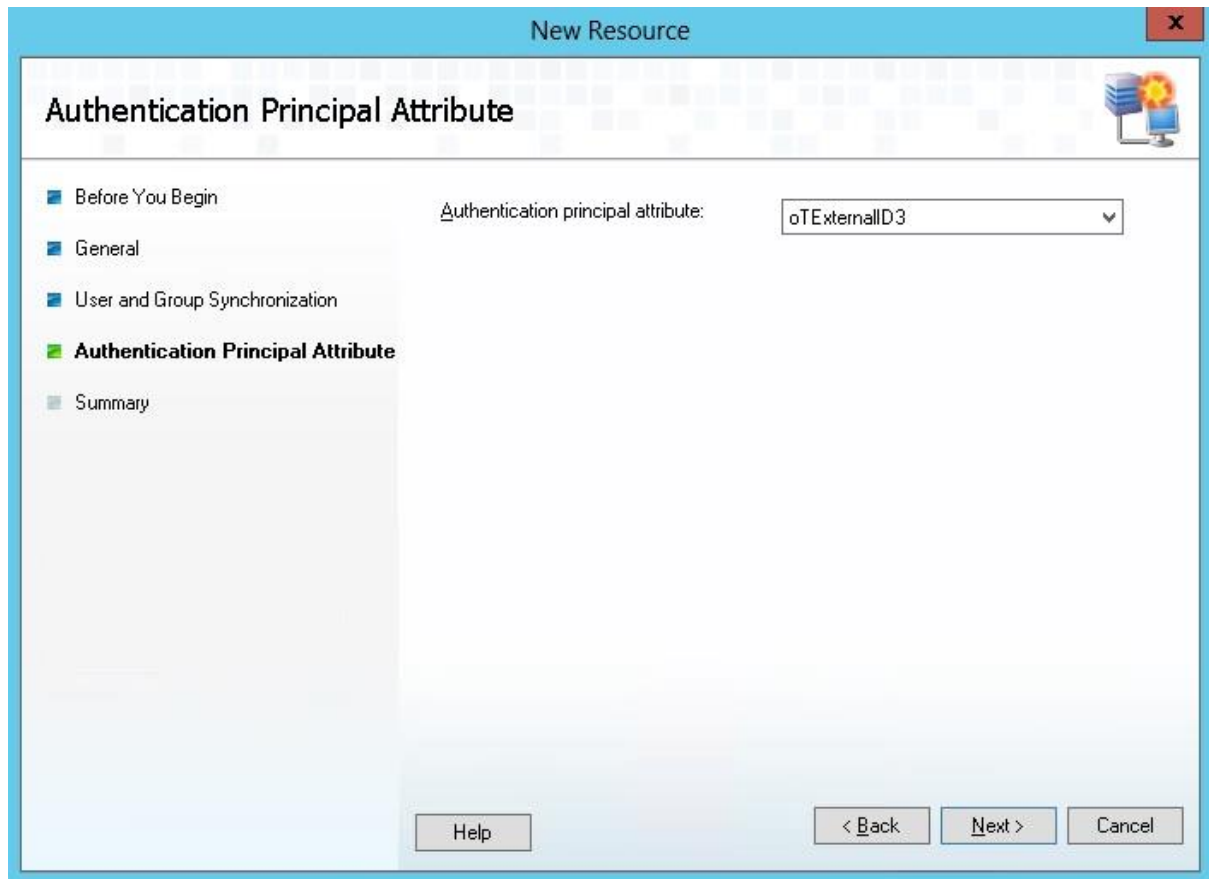 New Resource
x
Authentication Principal Attribute
Before You Begin
General
User and Group Synchronization
Authentication Principal Attribute
Summary
Authentication principal attribute:
oTExternalID3
Help
< Back
Next >
Cancel